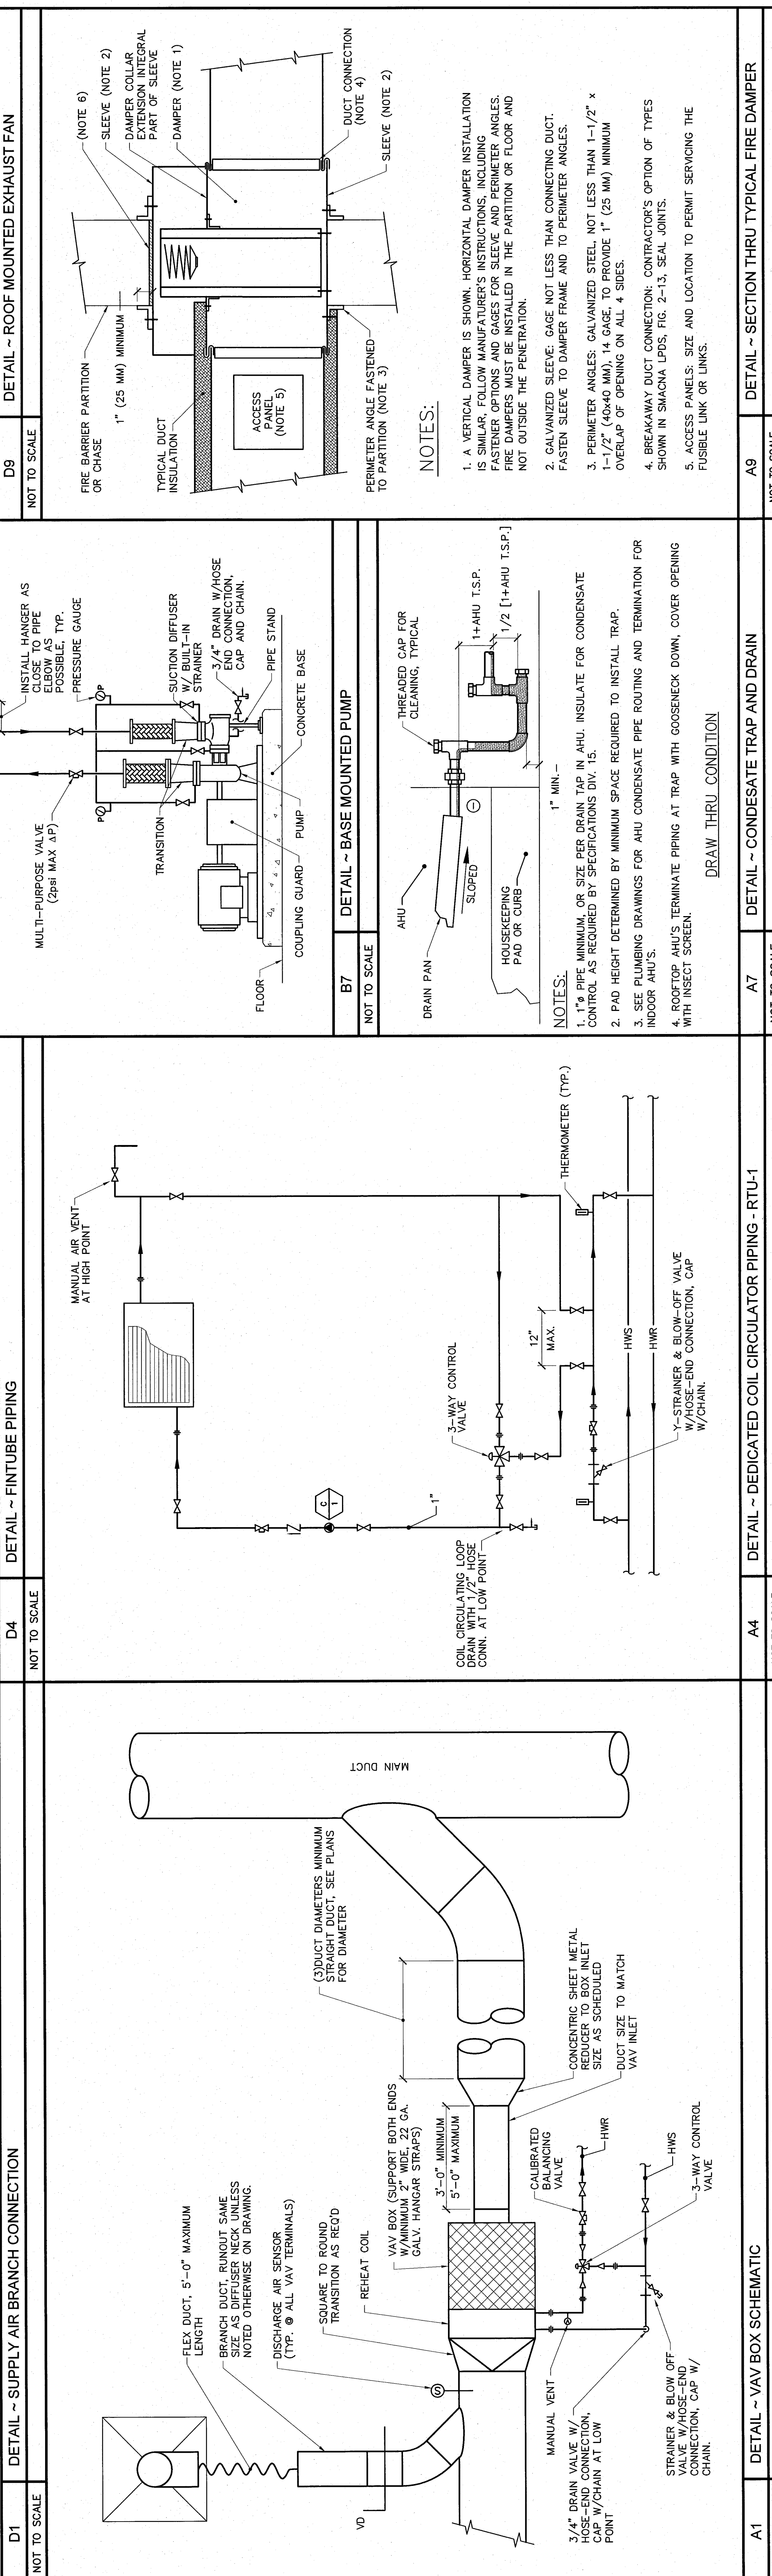 D1
DETAIL ~ SUPPLY AIR BRANCH CONNECTION
NOT TO SCALE
D4
DETAIL ~ FINTUBE PIPING
NOT TO SCALE
D9
DETAIL ~ ROOF MOUNTED EXHAUST FAN
NOT TO SCALE
FLEX DUCT, 5'-0" MAXIMUM
LENGTH
BRANCH DUCT, RUNOUT SAME
SIZE AS DIFFUSER NECK UNLESS
NOTED OTHERWISE ON DRAWING.
DISCHARGE AIR SENSOR
(TYP. @ ALL VAV TERMINALS)
SQUARE TO ROUND
TRANSITION AS REQ'D
REHEAT COIL
VAV BOX (SUPPORT BOTH ENDS
W/MINIMUM 2" WIDE, 22 GA.
GALV. HANGAR STRAPS)
3'-0" MINIMUM
5'-0" MAXIMUM
(3)DUCT DIAMETERS MINIMUM
STRAIGHT DUCT, SEE PLANS
FOR DIAMETER
MAIN DUCT
VD
S
CONCENTRIC SHEET METAL
REDUCER TO BOX INLET
SIZE AS SCHEDULED
DUCT SIZE TO MATCH
VAV INLET
CALIBRATED
BALANCING
VALVE
HWR
HWS
3-WAY CONTROL
VALVE
MANUAL VENT
3/4" DRAIN VALVE W/
HOSE-END CONNECTION,
CAP W/CHAIN AT LOW
POINT
STRAINER & BLOW OFF
VALVE W/HOSE-END
CONNECTION, CAP W/
CHAIN.
A1
DETAIL ~ VAV BOX SCHEMATIC
MANUAL AIR VENT
AT HIGH POINT
C
1
1"
3-WAY CONTROL
VALVE
COIL CIRCULATING LOOP
DRAIN WITH 1/2" HOSE
CONN. AT LOW POINT
12"
MAX.
THERMOMETER (TYP.)
HWS
HWR
Y-STRAINER & BLOW-OFF VALVE
W/HOSE-END CONNECTION, CAP
W/CHAIN.
A4
DETAIL ~ DEDICATED COIL CIRCULATOR PIPING - RTU-1
INSTALL HANGER AS
CLOSE TO PIPE
ELBOW AS
POSSIBLE, TYP.
PRESSURE GAUGE
P
P
MULTI-PURPOSE VALVE
(2psi MAX ΔP)
TRANSITION
SUCTION DIFFUSER
W/ BUILT-IN
STRAINER
3/4" DRAIN W/HOSE
END CONNECTION,
CAP AND CHAIN.
PIPE STAND
CONCRETE BASE
PUMP
COUPLING GUARD
FLOOR
B7
DETAIL ~ BASE MOUNTED PUMP
NOT TO SCALE
AHU
DRAIN PAN
SLOPED
HOUSEKEEPING
PAD OR CURB
THREADED CAP FOR
CLEANING, TYPICAL
1+AHU T.S.P.
1/2 [1+AHU T.S.P.]
1" MIN.
NOTES:
1. 1"ø PIPE MINIMUM, OR SIZE PER DRAIN TAP IN AHU. INSULATE FOR CONDENSATE
CONTROL AS REQUIRED BY SPECIFICATIONS DIV. 15.
2. PAD HEIGHT DETERMINED BY MINIMUM SPACE REQUIRED TO INSTALL TRAP.
3. SEE PLUMBING DRAWINGS FOR AHU CONDENSATE PIPE ROUTING AND TERMINATION FOR
INDOOR AHU'S.
4. ROOFTOP AHU'S TERMINATE PIPING AT TRAP WITH GOOSENECK DOWN, COVER OPENING
WITH INSECT SCREEN.
DRAW THRU CONDITION
A7
DETAIL ~ CONDESATE TRAP AND DRAIN
NOT TO SCALE
FIRE BARRIER PARTITION
OR CHASE
1" (25 MM) MINIMUM
TYPICAL DUCT
INSULATION
ACCESS
PANEL
(NOTE 5)
PERIMETER ANGLE FASTENED
TO PARTITION (NOTE 3)
(NOTE 6)
SLEEVE (NOTE 2)
DAMPER COLLAR
EXTENSION INTEGRAL
PART OF SLEEVE
DAMPER (NOTE 1)
DUCT CONNECTION
(NOTE 4)
SLEEVE (NOTE 2)
NOTES:
1. A VERTICAL DAMPER IS SHOWN. HORIZONTAL DAMPER INSTALLATION
IS SIMILAR, FOLLOW MANUFATURER'S INSTRUCTIONS, INCLUDING
FASTENER OPTIONS AND GAGES FOR SLEEVE AND PERIMETER ANGLES.
FIRE DAMPERS MUST BE INSTALLED IN THE PARTITION OR FLOOR AND
NOT OUTSIDE THE PENETRATION.
2. GALVANIZED SLEEVE: GAGE NOT LESS THAN CONNECTING DUCT.
FASTEN SLEEVE TO DAMPER FRAME AND TO PERIMETER ANGLES.
3. PERIMETER ANGLES: GALVANIZED STEEL, NOT LESS THAN 1-1/2" x
1-1/2" (40x40 MM), 14 GAGE, TO PROVIDE 1" (25 MM) MINIMUM
OVERLAP OF OPENING ON ALL 4 SIDES.
4. BREAKAWAY DUCT CONNECTION: CONTRACTOR'S OPTION OF TYPES
SHOWN IN SMACNA LPDS, FIG. 2-13, SEAL JOINTS.
5. ACCESS PANELS: SIZE AND LOCATION TO PERMIT SERVICING THE
FUSIBLE LINK OR LINKS.
A9
DETAIL ~ SECTION THRU TYPICAL FIRE DAMPER
NOT TO SCALE